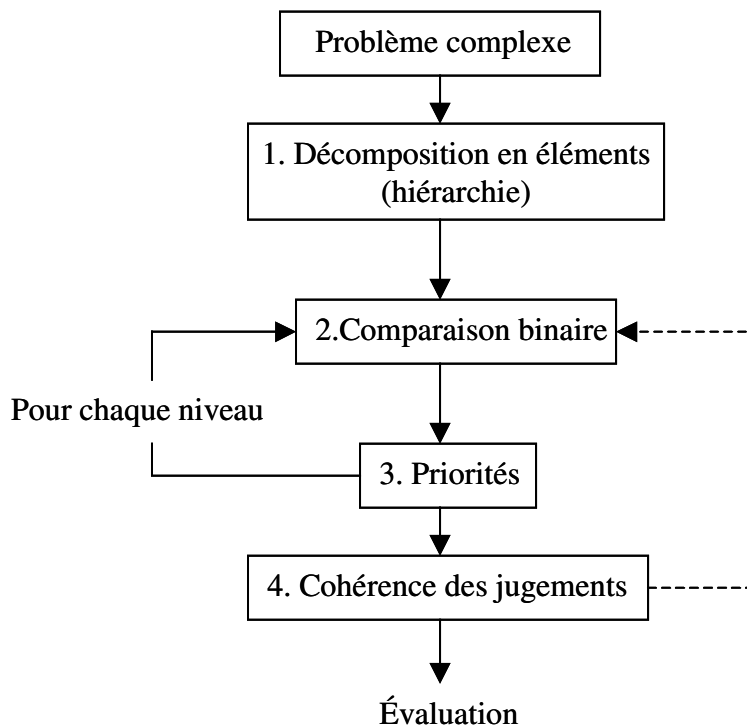 Problème complexe
1. Décomposition en éléments
(hiérarchie)
2.Comparaison binaire
Pour chaque niveau
3. Priorités
4. Cohérence des jugements
Évaluation